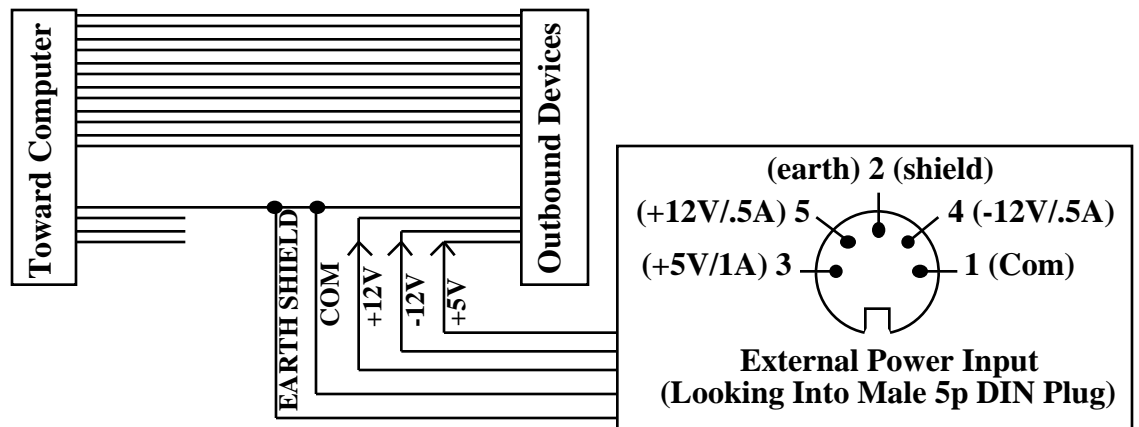 Toward Computer
Outbound Devices
EARTH SHIELD
COM
+12V
-12V
+5V
(earth) 2 (shield)
(+12V/.5A) 5
4 (-12V/.5A)
(+5V/1A) 3
1 (Com)
External Power Input
(Looking Into Male 5p DIN Plug)